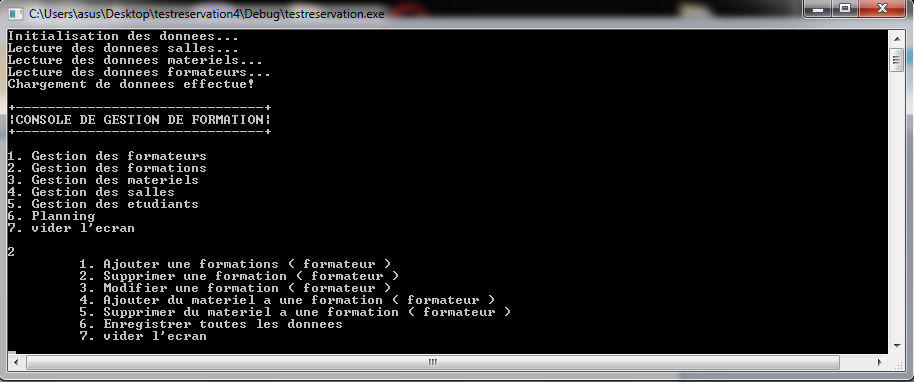 C:\Users\asus\Desktop\testreservation4\Debug\testreservation.exe
Initialisation des donnees...
Lecture des donnees salles...
Lecture des donnees materiels...
Lecture des donnees formateurs...
Chargement de donnees effectue!
+-------------------------------+
¦CONSOLE DE GESTION DE FORMATION¦
+-------------------------------+
1. Gestion des formateurs
2. Gestion des formations
3. Gestion des materiels
4. Gestion des salles
5. Gestion des etudiants
6. Planning
7. vider l'ecran
2
1. Ajouter une formations ( formateur )
2. Supprimer une formation ( formateur )
3. Modifier une formation ( formateur )
4. Ajouter du materiel a une formation ( formateur )
5. Supprimer du materiel a une formation ( formateur )
6. Enregistrer toutes les donnees
7. vider l'ecran